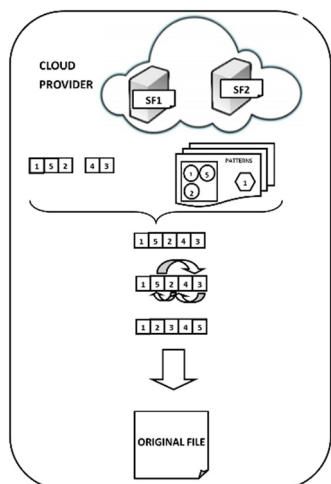 CLOUD
PROVIDER
SF1
SF2
1 5 2 4 3
PATTERNS
1 5
2
1
1 5 2 4 3
1 5 2 4 3
1 2 3 4 5
ORIGINAL FILE